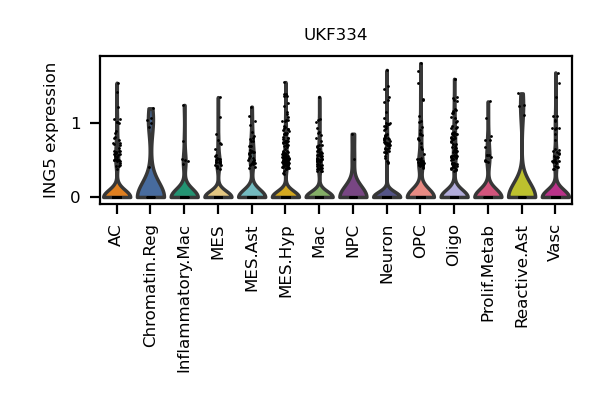 UKF334
ING5 expression
1
0
AC
Chromatin.Reg
Inflammatory.Mac
MES
MES.Ast
MES.Hyp
Mac
NPC
Neuron
OPC
Oligo
Prolif.Metab
Reactive.Ast
Vasc